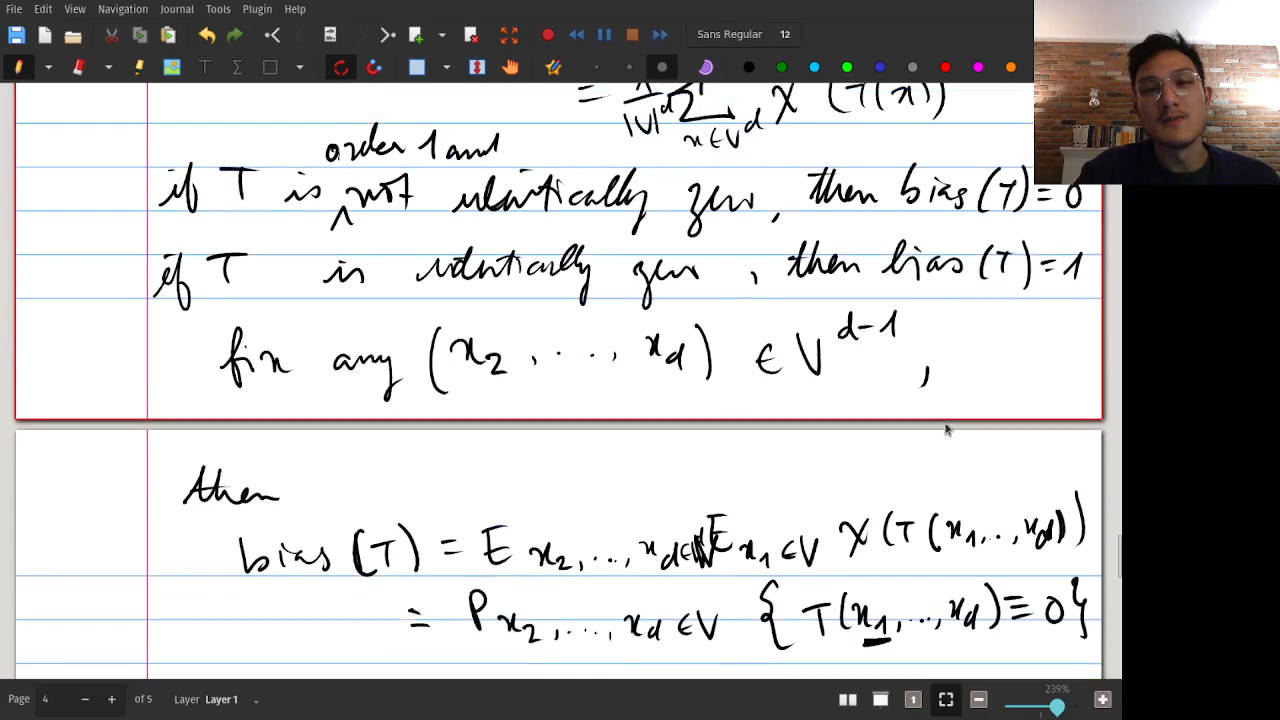 File Edit View Navigation Journal Tools Plugin Help
Sans Regular 12
= 1/|V|^d ∑_{x∈V^d} χ (T(x))
order 1 and
if T is ^ not identically zero, then bias (T) = 0
if T is identically zero, then bias (T) = 1
fix any (x_2, ..., x_d) ∈ V^{d-1},
then
bias (T) = E_{x_2, ..., x_d ∈ V} E_{x_1 ∈ V} χ (T(x_1, .., x_d))
= P_{x_2, ..., x_d ∈ V} { T(x_1, ..., x_d) ≡ 0 }
Page 4 − + of 5 Layer Layer 1 239%